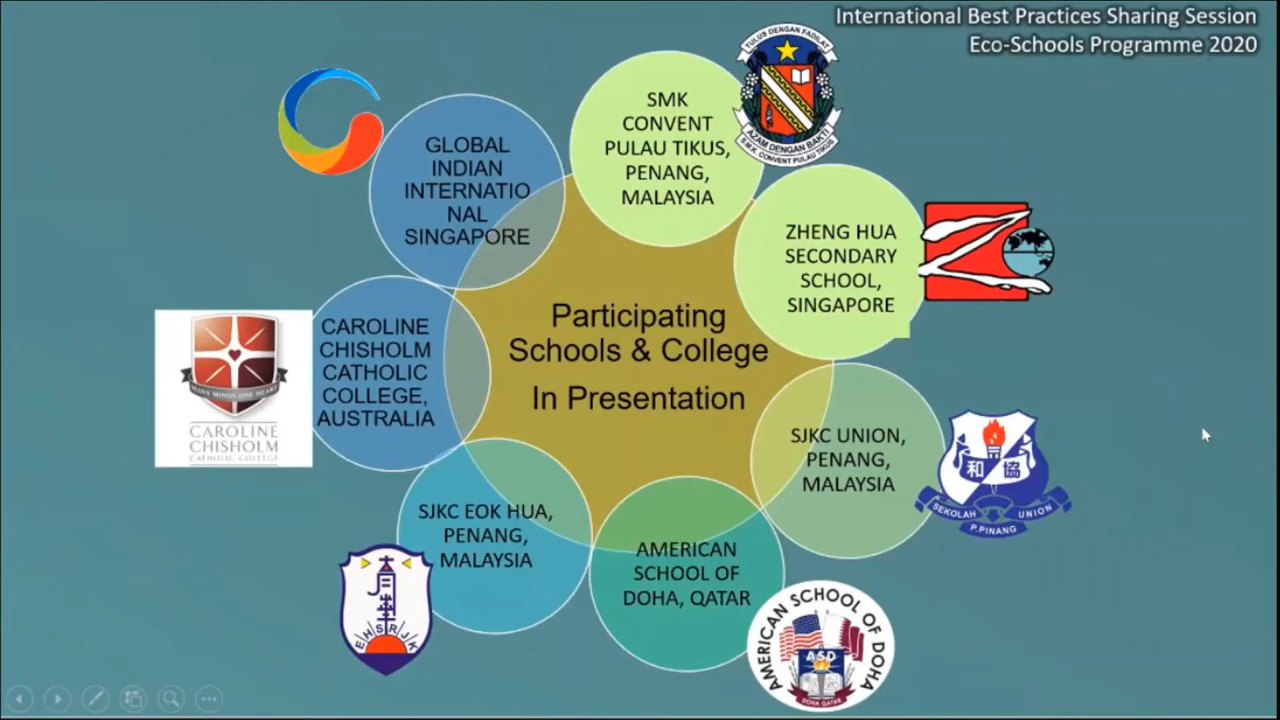 International Best Practices Sharing Session
Eco-Schools Programme 2020
TULUS DENGAN FADILAT
AZAM DENGAN BAKTI
S.M.K. CONVENT PULAU TIKUS
SMK
CONVENT
PULAU TIKUS,
PENANG,
MALAYSIA
GLOBAL
INDIAN
INTERNATIO
NAL
SINGAPORE
ZHENG HUA
SECONDARY
SCHOOL,
SINGAPORE
Participating
Schools & College
In Presentation
CAROLINE
CHISHOLM
CATHOLIC
COLLEGE,
AUSTRALIA
MANY MINDS ONE HEART
CAROLINE
CHISHOLM
CATHOLIC COLLEGE
SJKC UNION,
PENANG,
MALAYSIA
和 協
SEKOLAH UNION
P.PINANG
SJKC EOK HUA,
PENANG,
MALAYSIA
EHSRJK
AMERICAN
SCHOOL OF
DOHA, QATAR
AMERICAN SCHOOL OF DOHA
ASD
DOHA QATAR